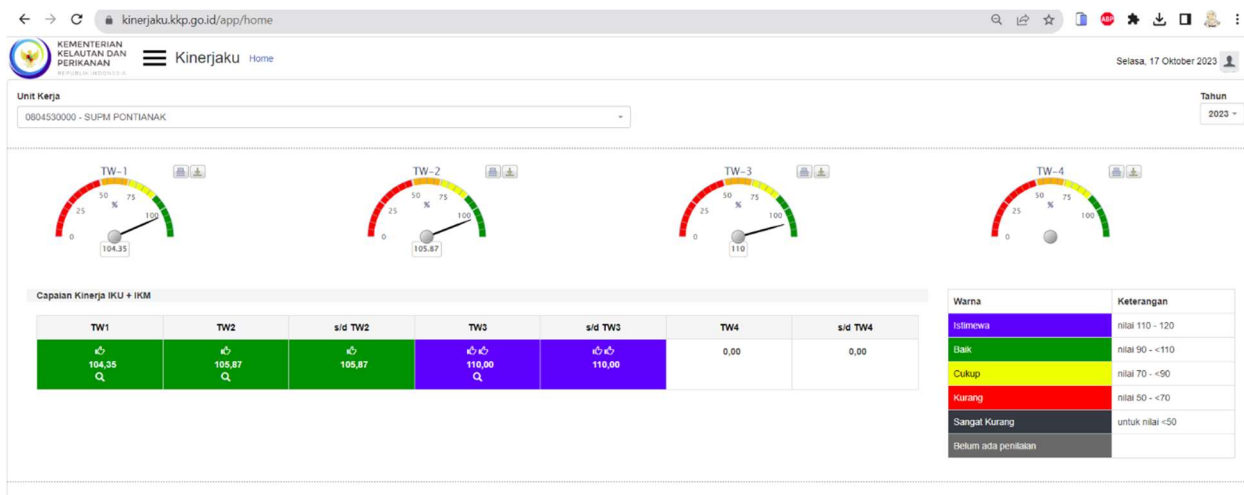 kinerjaku.kkp.go.id/app/home
ABP
KEMENTERIAN
KELAUTAN DAN
PERIKANAN
REPUBLIK INDONESIA
Kinerjaku Home
Selasa, 17 Oktober 2023
Unit Kerja
Tahun
0804530000 - SUPM PONTIANAK
2023
TW-1
0 25 50 75 100
%
104.35
TW-2
0 25 50 75 100
%
105.87
TW-3
0 25 50 75 100
%
110
TW-4
0 25 50 75 100
%
Capaian Kinerja IKU + IKM
TW1 TW2 s/d TW2 TW3 s/d TW3 TW4 s/d TW4
104,35 105,87 105,87 110,00 110,00 0,00 0,00
Warna Keterangan
Istimewa nilai 110 - 120
Baik nilai 90 - <110
Cukup nilai 70 - <90
Kurang nilai 50 - <70
Sangat Kurang untuk nilai <50
Belum ada penilaian